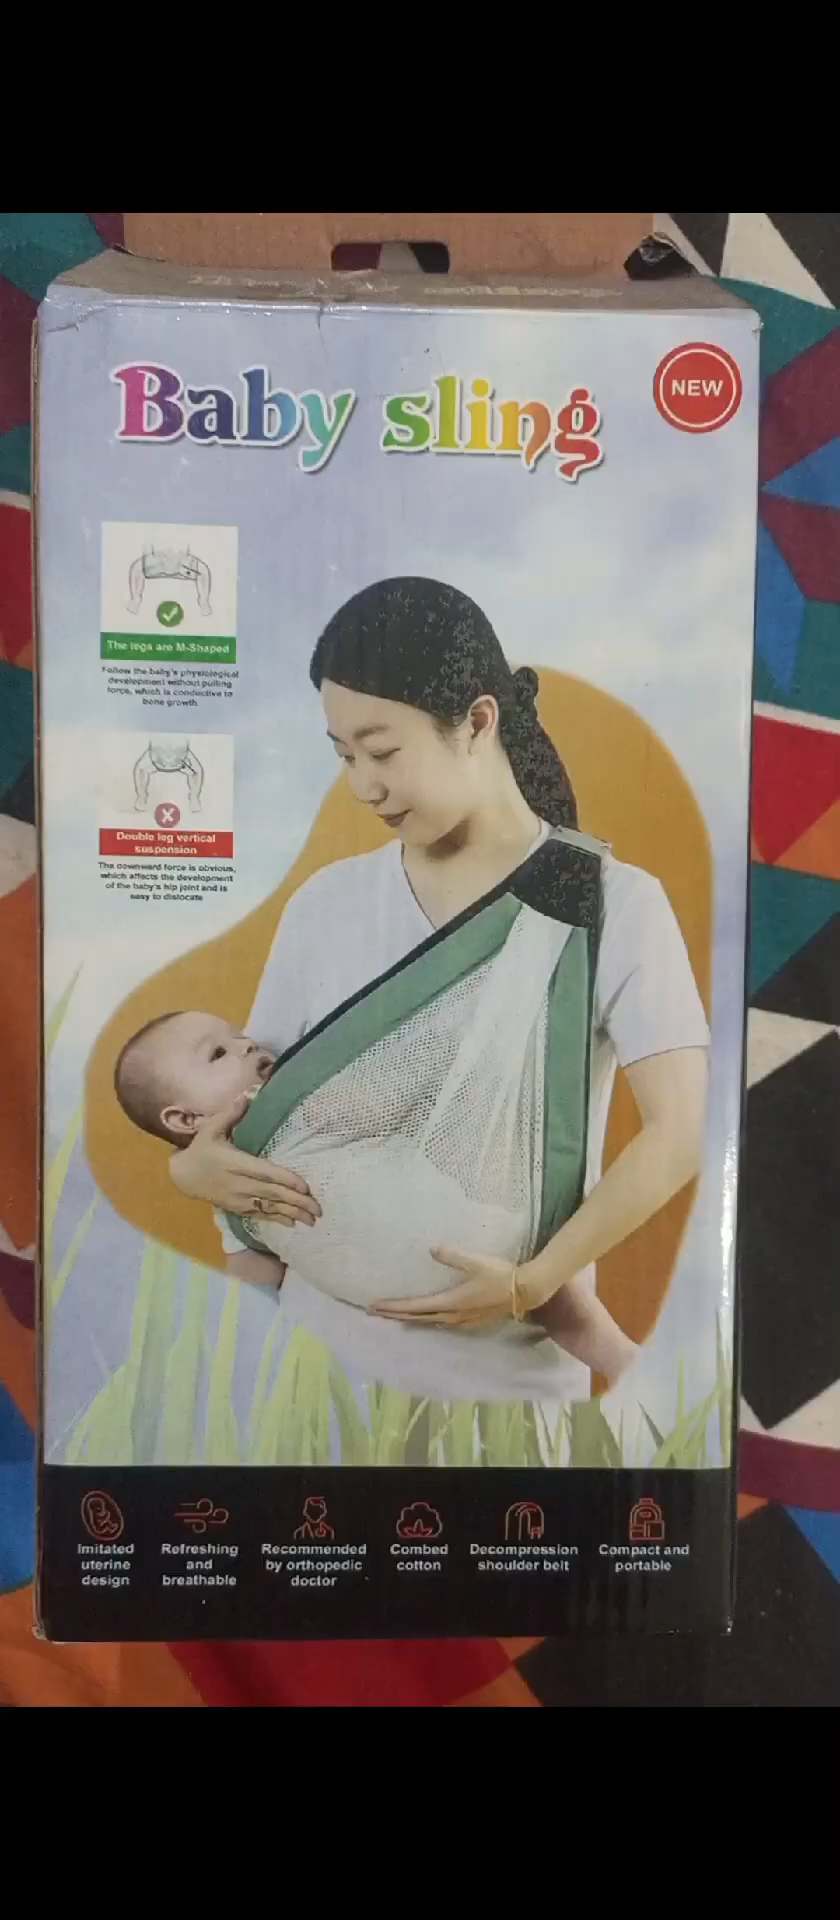 Baby sling
NEW
The legs are M-Shaped
Follow the baby's physiological
development without pulling
force, which is conductive to
bone growth
Double leg vertical
suspension
The downward force is obvious,
which affects the development
of the baby's hip joint and is
easy to dislocate
Imitated
uterine
design
Refreshing
and
breathable
Recommended
by orthopedic
doctor
Combed
cotton
Decompression
shoulder belt
Compact and
portable